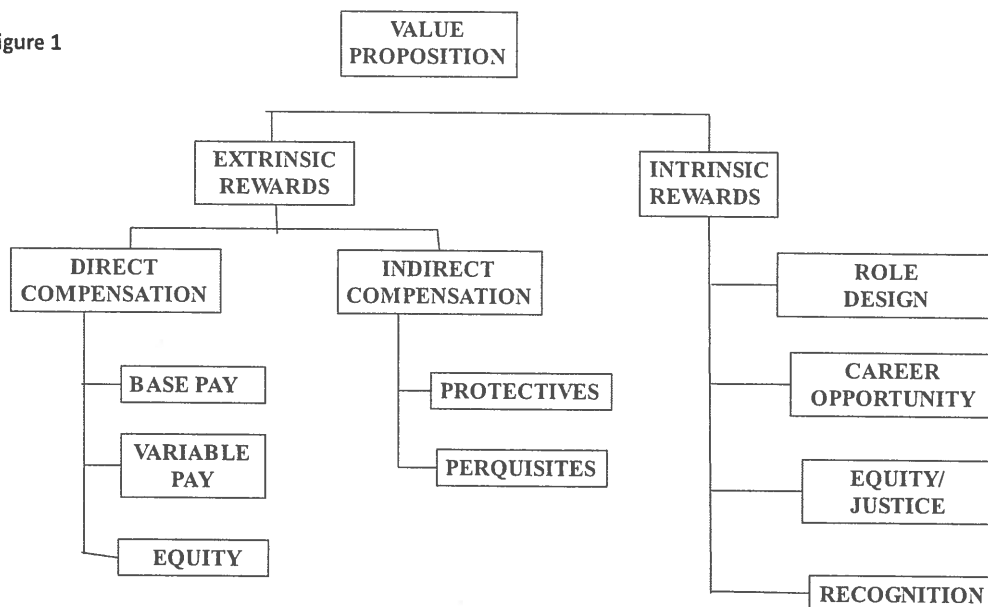 igure 1
VALUE
PROPOSITION
EXTRINSIC
REWARDS
INTRINSIC
REWARDS
DIRECT
COMPENSATION
INDIRECT
COMPENSATION
ROLE
DESIGN
BASE PAY
PROTECTIVES
CAREER
OPPORTUNITY
VARIABLE
PAY
PERQUISITES
EQUITY/
JUSTICE
EQUITY
RECOGNITION